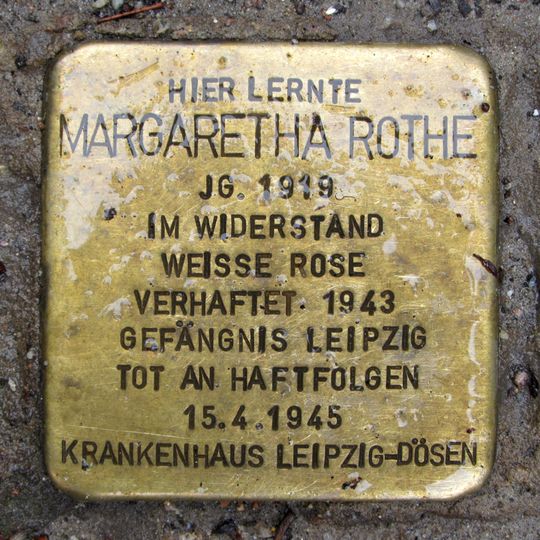 HIER LERNTE
MARGARETHA ROTHE
JG. 1919
IM WIDERSTAND
WEISSE ROSE
VERHAFTET 1943
GEFÄNGNIS LEIPZIG
TOT AN HAFTFOLGEN
15.4.1945
KRANKENHAUS LEIPZIG-DÖSEN